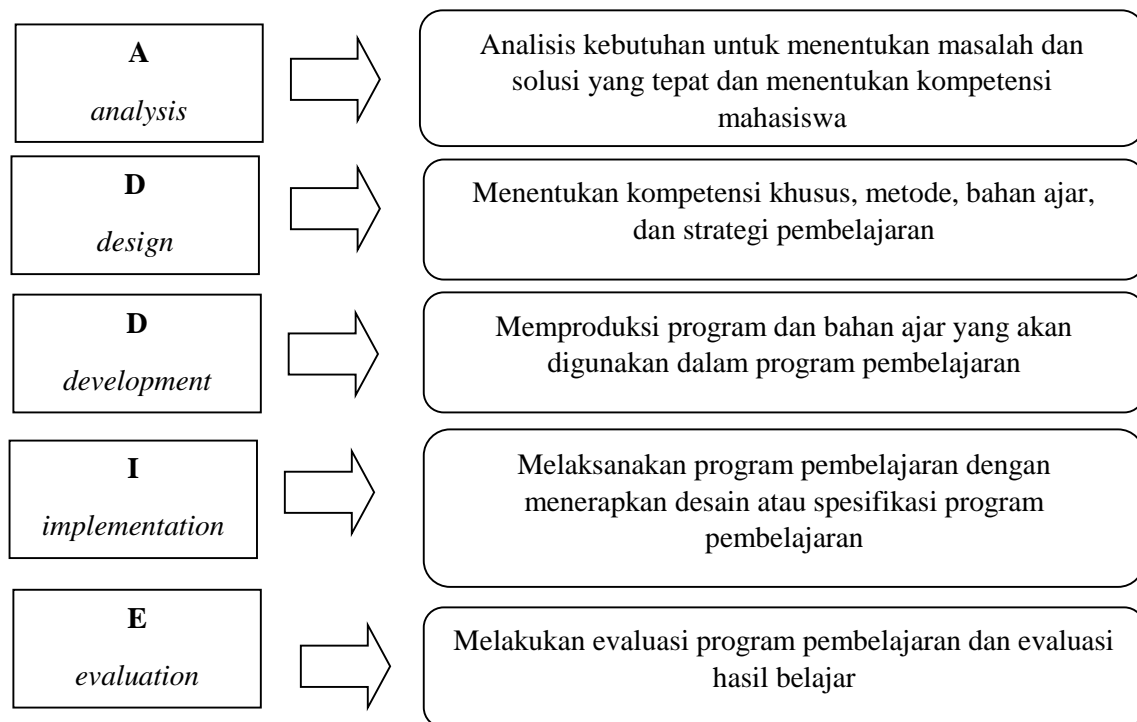 A
analysis
Analisis kebutuhan untuk menentukan masalah dan
solusi yang tepat dan menentukan kompetensi
mahasiswa
D
design
Menentukan kompetensi khusus, metode, bahan ajar,
dan strategi pembelajaran
D
development
Memproduksi program dan bahan ajar yang akan
digunakan dalam program pembelajaran
I
implementation
Melaksanakan program pembelajaran dengan
menerapkan desain atau spesifikasi program
pembelajaran
E
evaluation
Melakukan evaluasi program pembelajaran dan evaluasi
hasil belajar